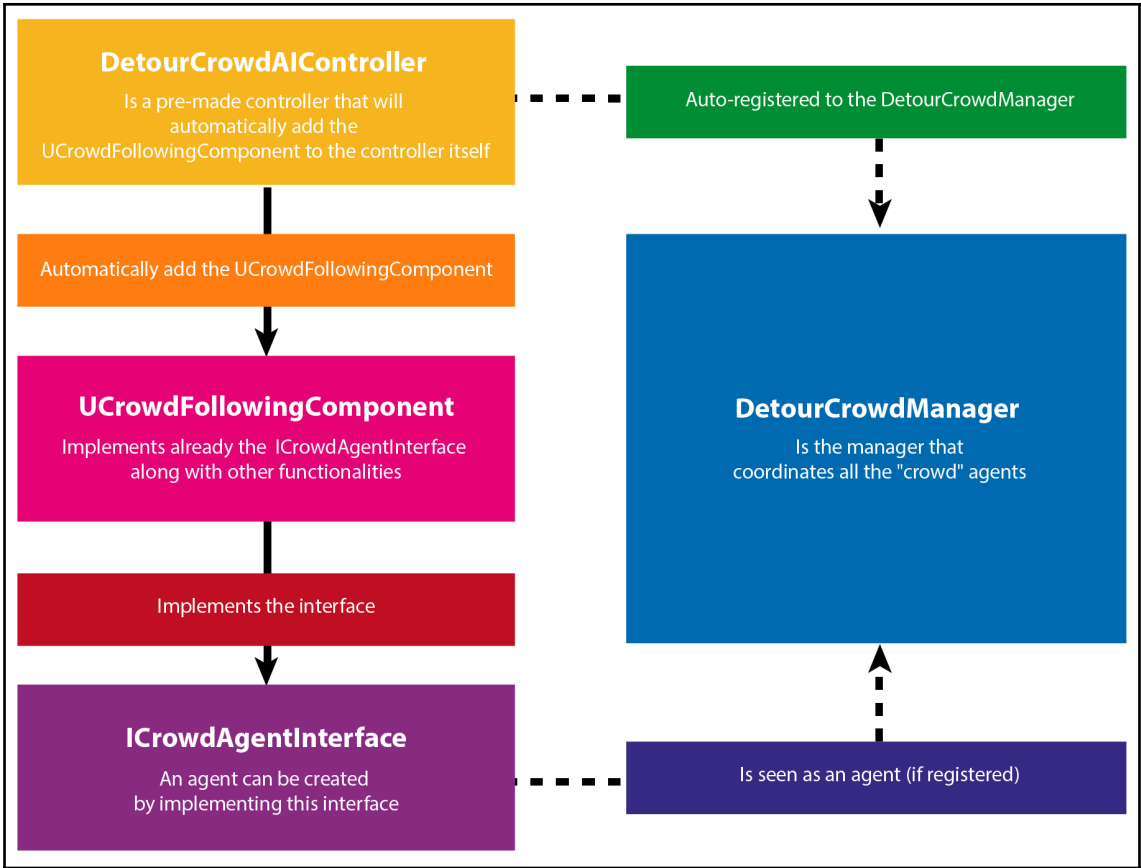 DetourCrowdAIController
Is a pre-made controller that will
automatically add the
UCrowdFollowingComponent to the controller itself
Auto-registered to the DetourCrowdManager
Automatically add the UCrowdFollowingComponent
UCrowdFollowingComponent
Implements already the ICrowdAgentInterface
along with other functionalities
DetourCrowdManager
Is the manager that
coordinates all the "crowd" agents
Implements the interface
ICrowdAgentInterface
An agent can be created
by implementing this interface
Is seen as an agent (if registered)